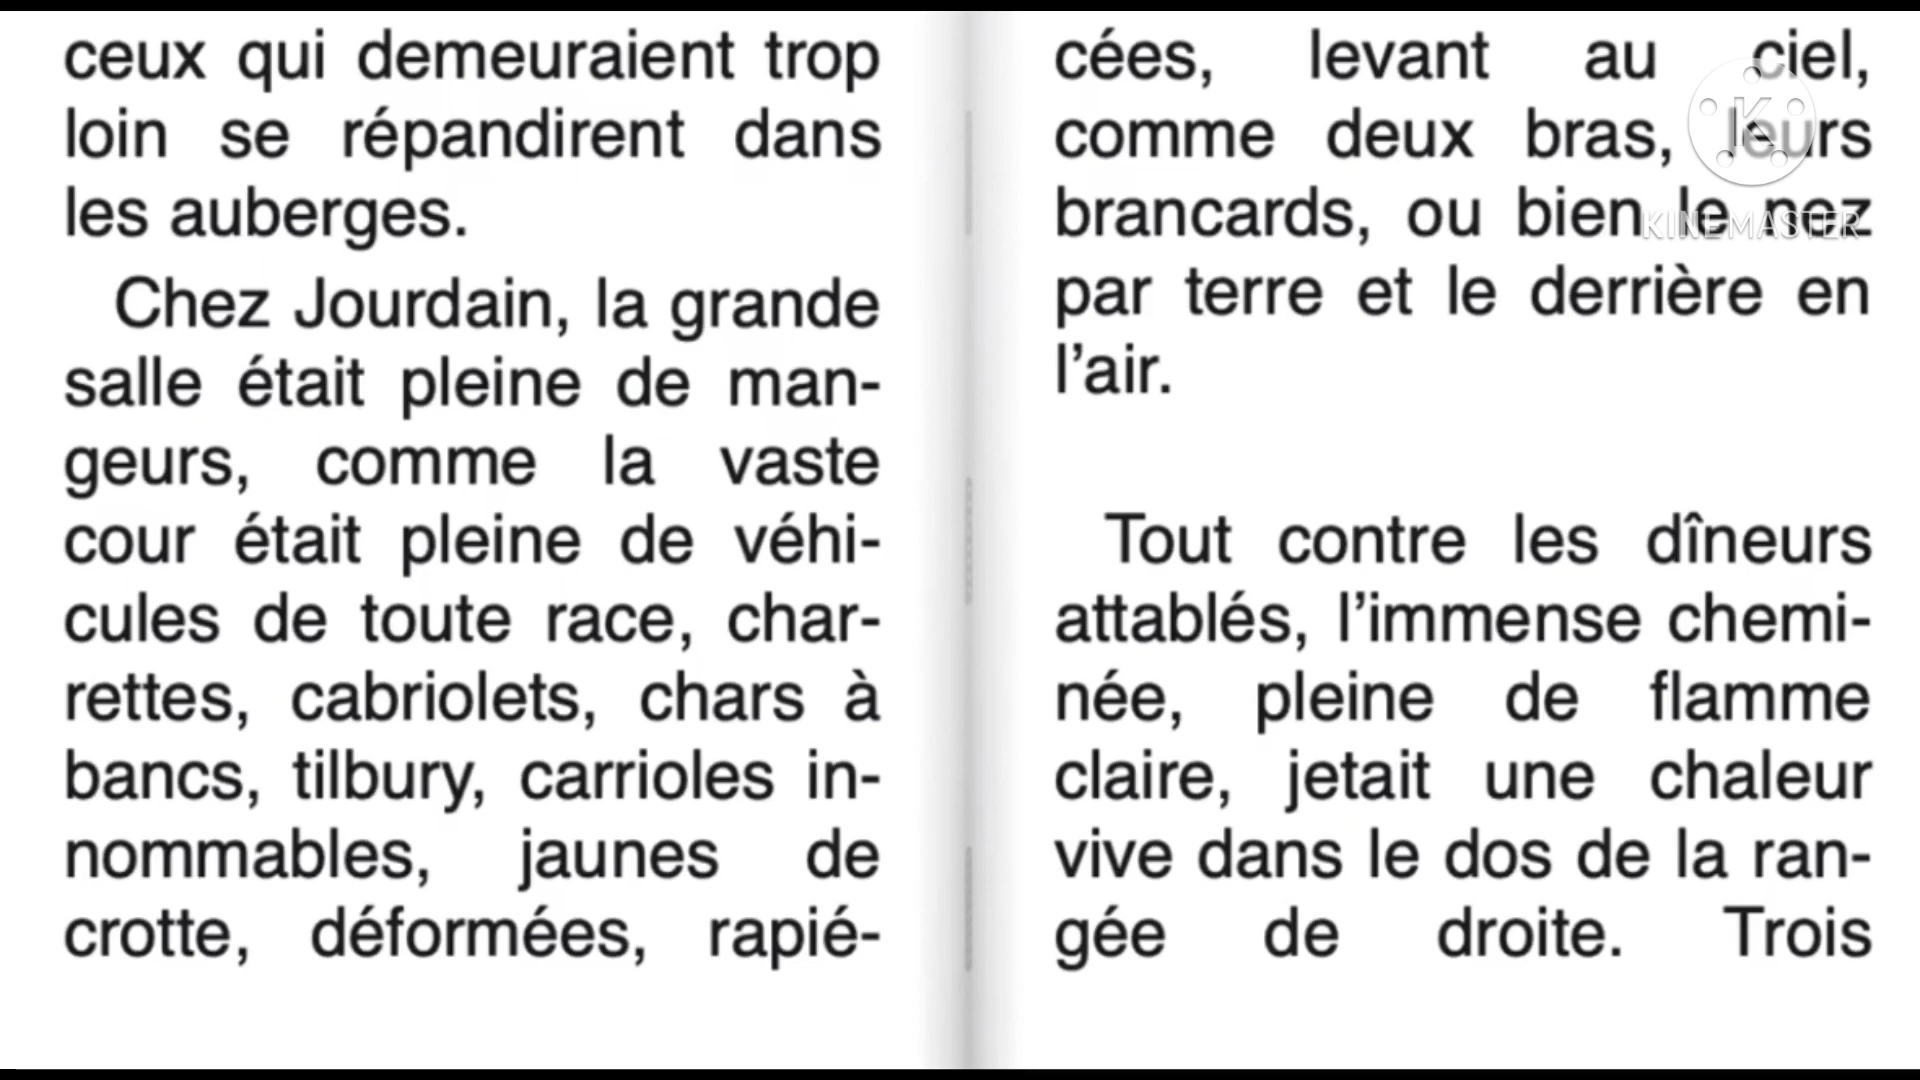 ceux qui demeuraient trop
loin se répandirent dans
les auberges.
Chez Jourdain, la grande
salle était pleine de man-
geurs, comme la vaste
cour était pleine de véhi-
cules de toute race, char-
rettes, cabriolets, chars à
bancs, tilbury, carrioles in-
nommables, jaunes de
crotte, déformées, rapié-
cées, levant au ciel,
comme deux bras, leurs
brancards, ou bien le nez
par terre et le derrière en
l’air.
Tout contre les dîneurs
attablés, l’immense chemi-
née, pleine de flamme
claire, jetait une chaleur
vive dans le dos de la ran-
gée de droite. Trois
K
KINEMASTER